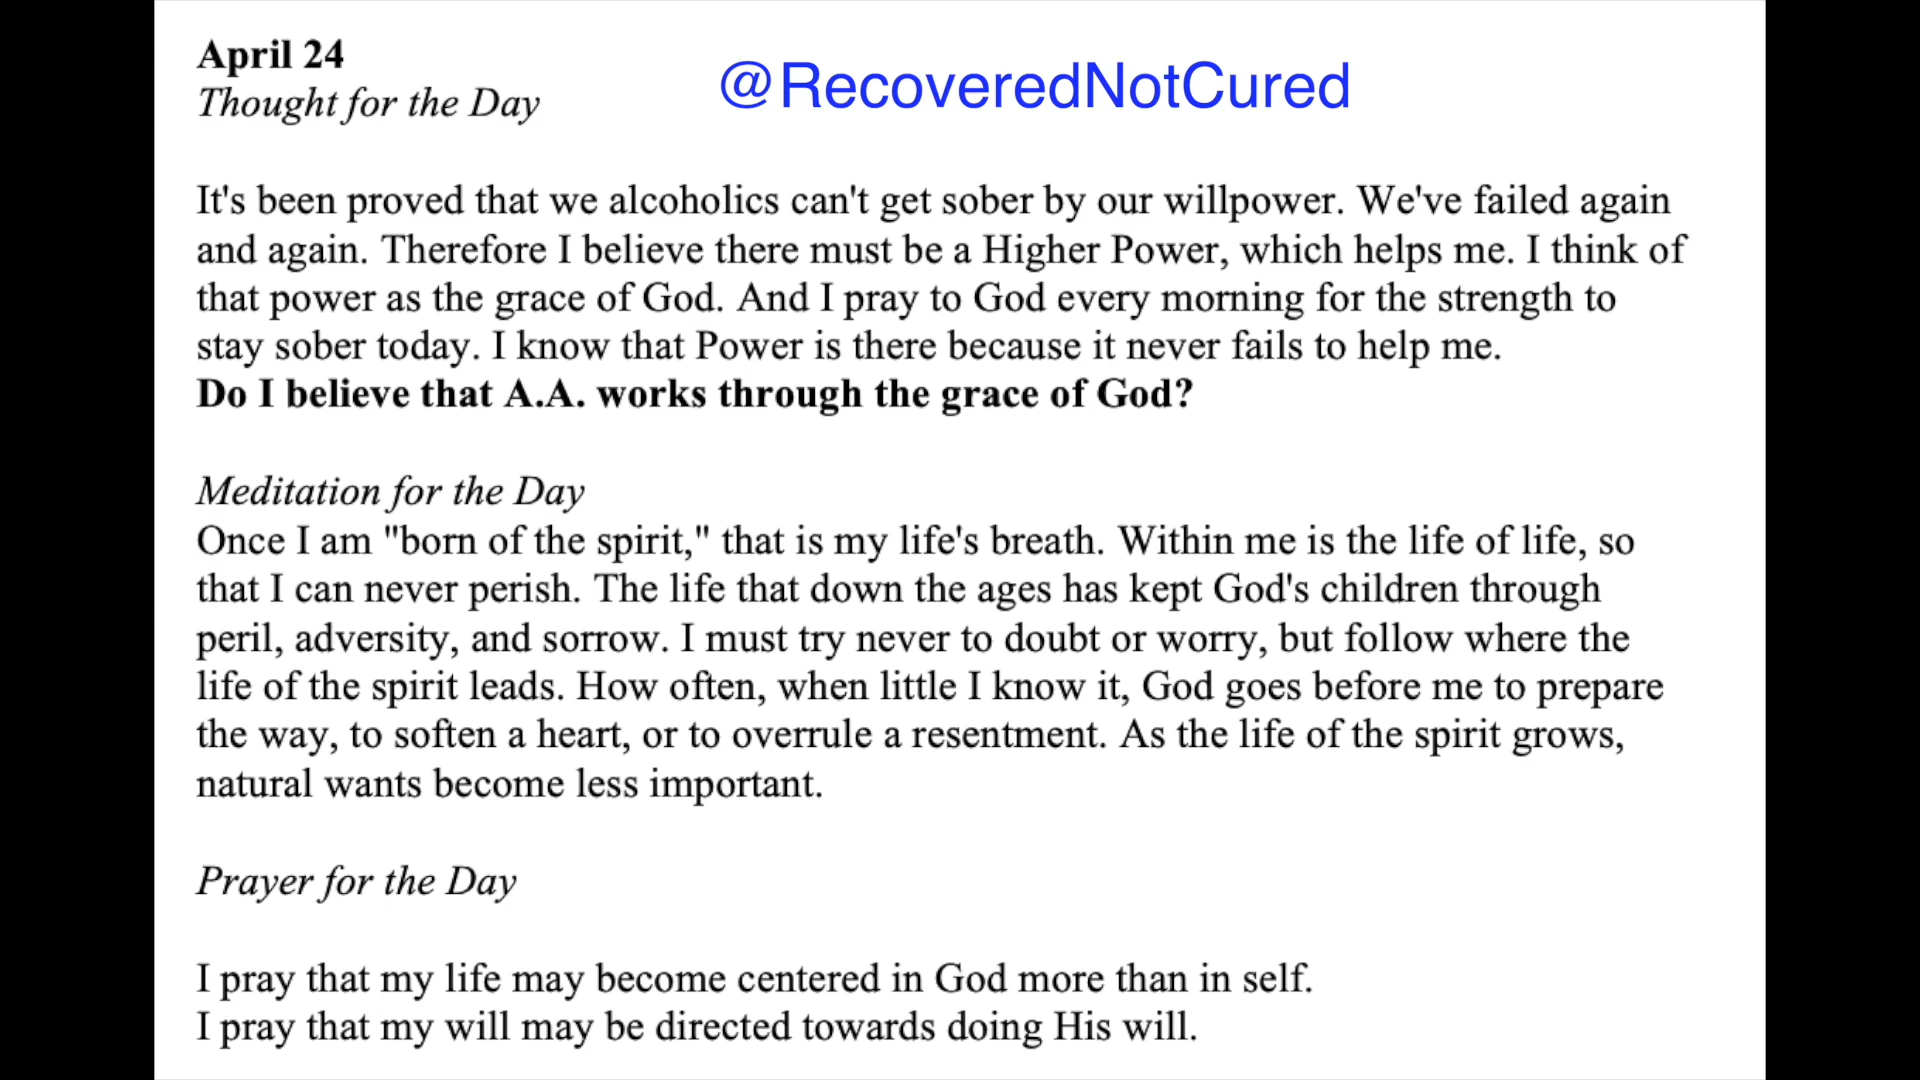 April 24
@RecoveredNotCured
Thought for the Day
It's been proved that we alcoholics can't get sober by our willpower. We've failed again
and again. Therefore I believe there must be a Higher Power, which helps me. I think of
that power as the grace of God. And I pray to God every morning for the strength to
stay sober today. I know that Power is there because it never fails to help me.
Do I believe that A.A. works through the grace of God?
Meditation for the Day
Once I am "born of the spirit," that is my life's breath. Within me is the life of life, so
that I can never perish. The life that down the ages has kept God's children through
peril, adversity, and sorrow. I must try never to doubt or worry, but follow where the
life of the spirit leads. How often, when little I know it, God goes before me to prepare
the way, to soften a heart, or to overrule a resentment. As the life of the spirit grows,
natural wants become less important.
Prayer for the Day
I pray that my life may become centered in God more than in self.
I pray that my will may be directed towards doing His will.